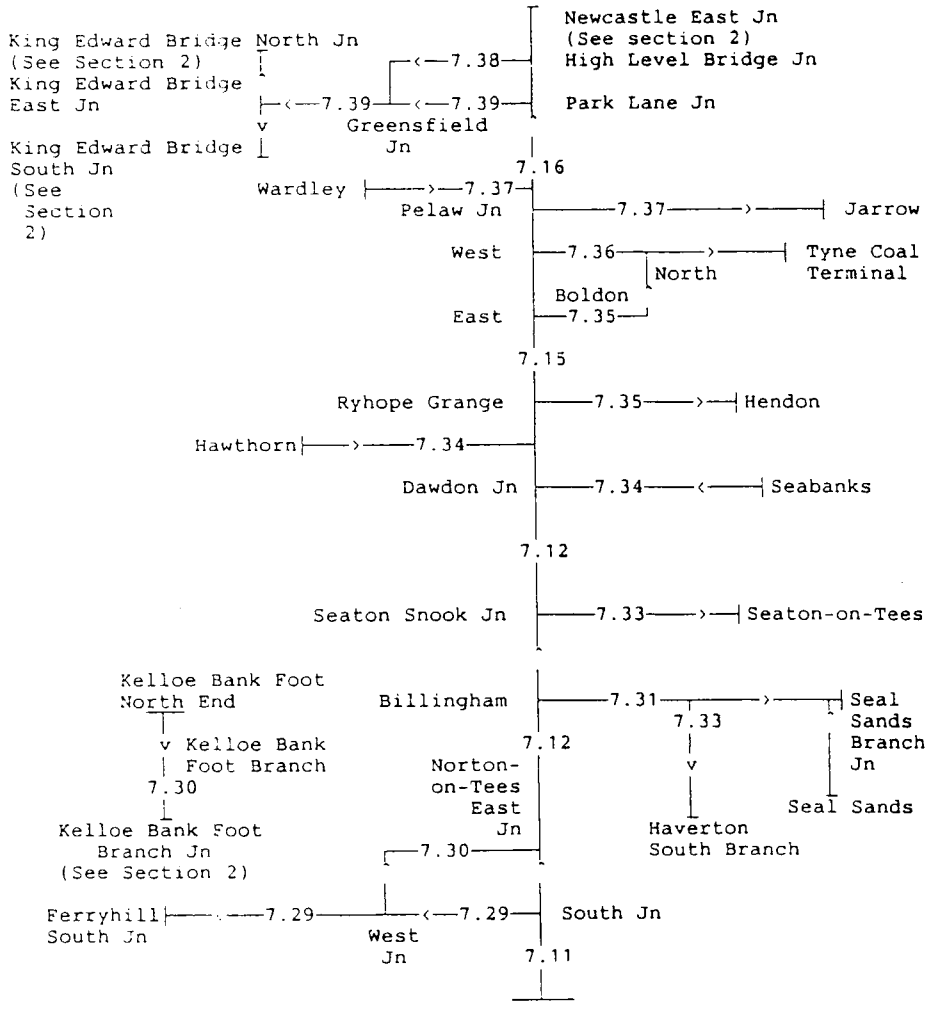 Newcastle East Jn
(See section 2)
High Level Bridge Jn
King Edward Bridge North Jn
(See Section 2)
7.38
King Edward Bridge
East Jn
7.39
7.39
Park Lane Jn
Greensfield
Jn
King Edward Bridge
South Jn
(See
Section
2)
7.16
Wardley
7.37
Pelaw Jn
7.37
Jarrow
West
7.36
Tyne Coal
Terminal
North
Boldon
East
7.35
7.15
Ryhope Grange
7.35
Hendon
Hawthorn
7.34
Dawdon Jn
7.34
Seabanks
7.12
Seaton Snook Jn
7.33
Seaton-on-Tees
Kelloe Bank Foot
North End
Billingham
7.31
Seal
Sands
Branch
Jn
7.33
Kelloe Bank
Foot Branch
7.12
Norton-
on-Tees
East
Jn
7.30
Seal Sands
Kelloe Bank Foot
Branch Jn
(See Section 2)
7.30
Haverton
South Branch
Ferryhill
South Jn
7.29
7.29
South Jn
West
Jn
7.11